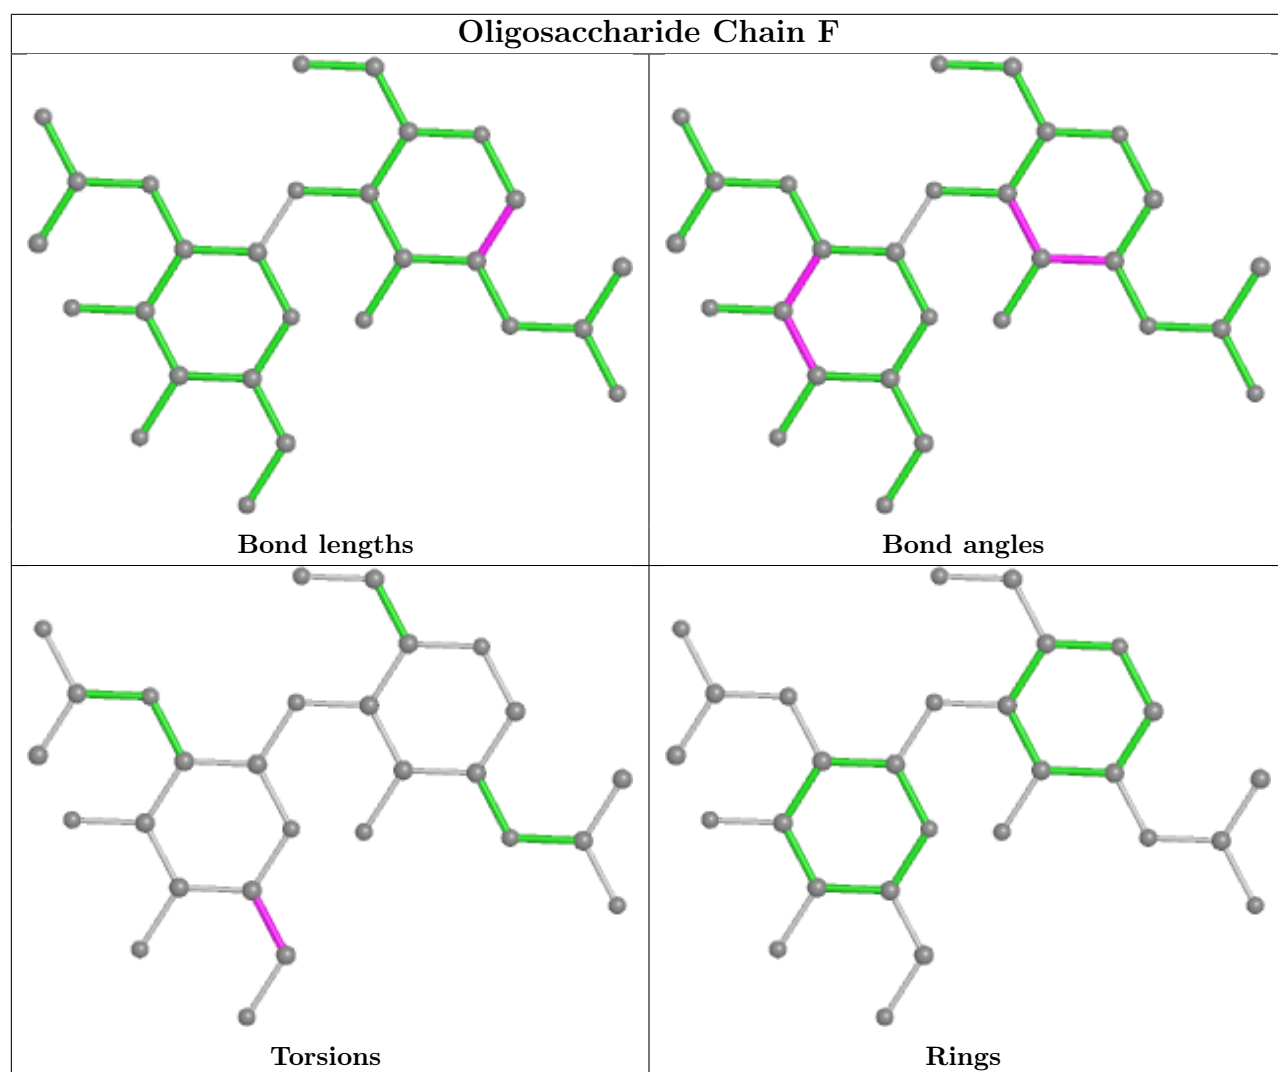 Oligosaccharide Chain F
Bond lengths
Bond angles
Torsions
Rings